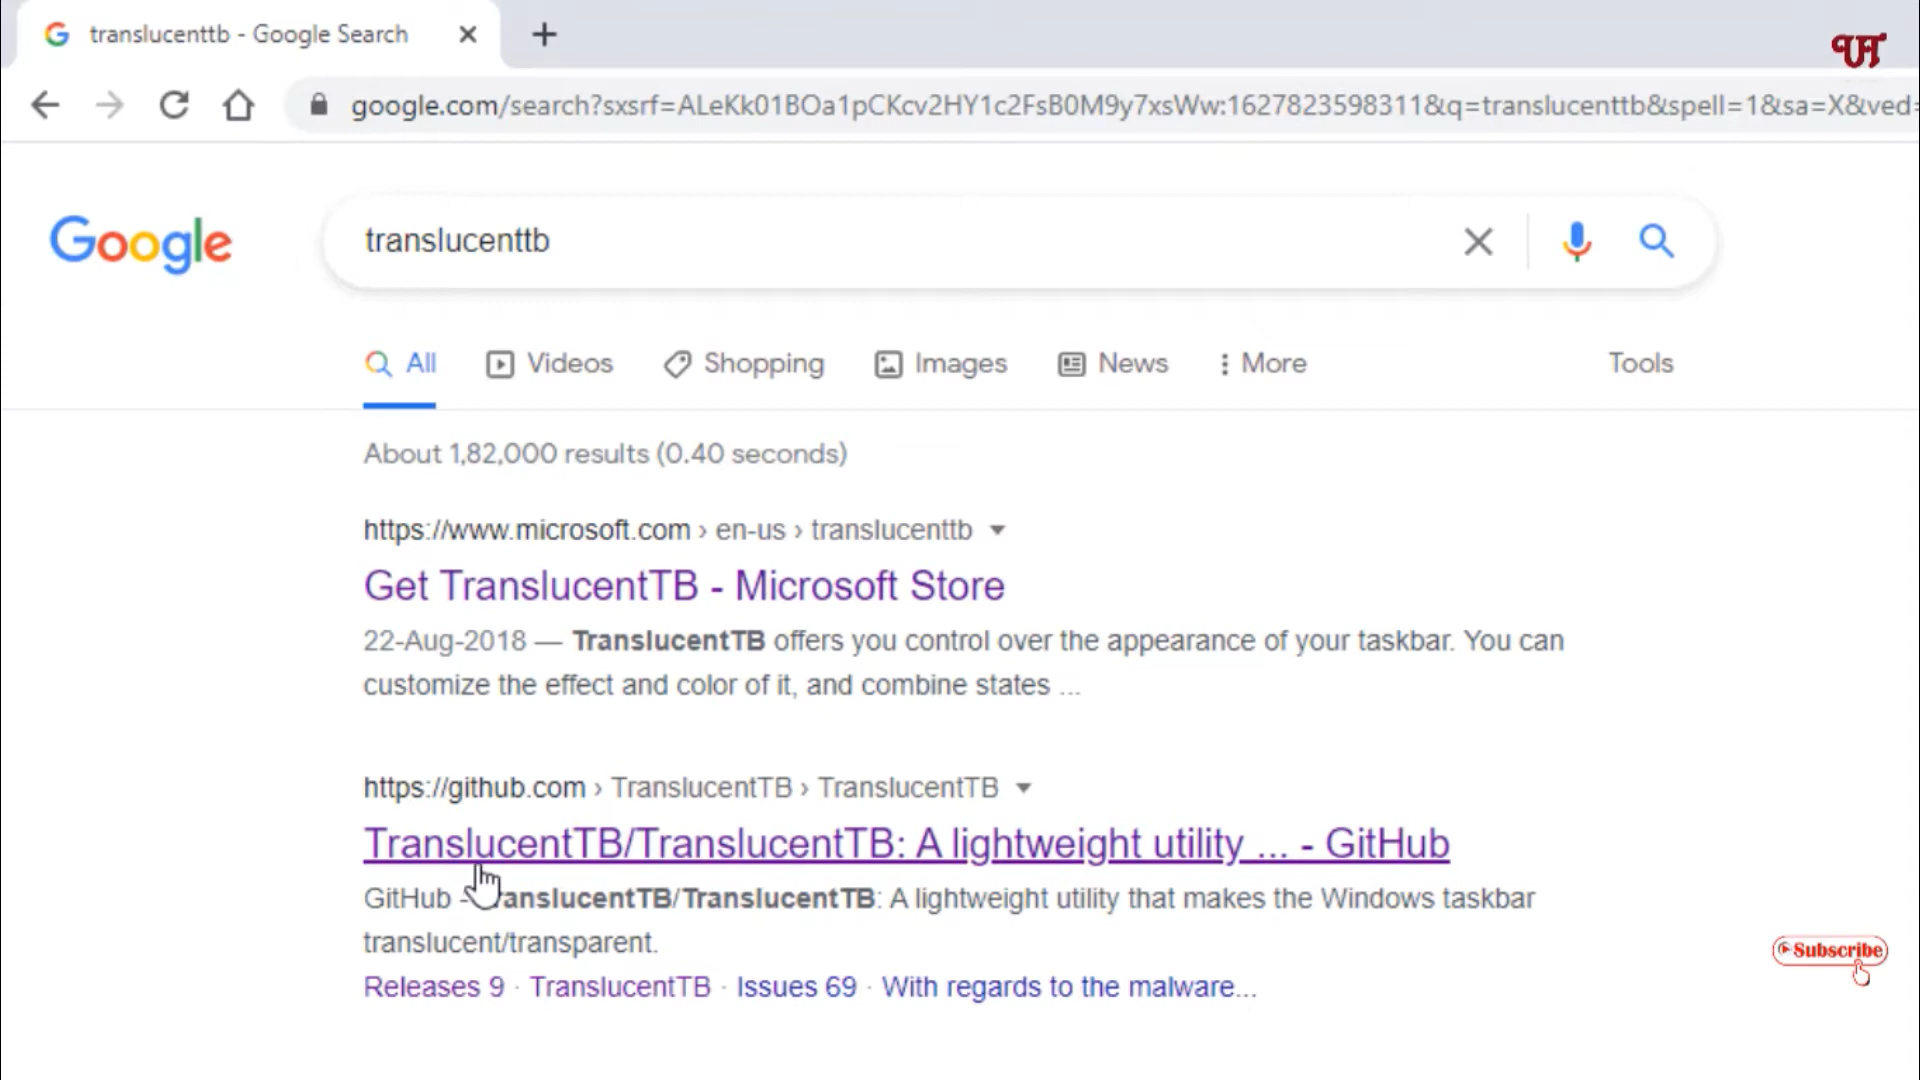 translucenttb - Google Search
google.com/search?sxsrf=ALeKk01BOa1pCKcv2HY1c2FsB0M9y7xsWw:1627823598311&q=translucenttb&spell=1&sa=X&ved=
Google
translucenttb
All Videos Shopping Images News More Tools
About 1,82,000 results (0.40 seconds)
https://www.microsoft.com › en-us › translucenttb
Get TranslucentTB - Microsoft Store
22-Aug-2018 — TranslucentTB offers you control over the appearance of your taskbar. You can
customize the effect and color of it, and combine states ...
https://github.com › TranslucentTB › TranslucentTB
TranslucentTB/TranslucentTB: A lightweight utility ... - GitHub
GitHub - TranslucentTB/TranslucentTB: A lightweight utility that makes the Windows taskbar
translucent/transparent.
Subscribe
Releases 9 · TranslucentTB · Issues 69 · With regards to the malware...